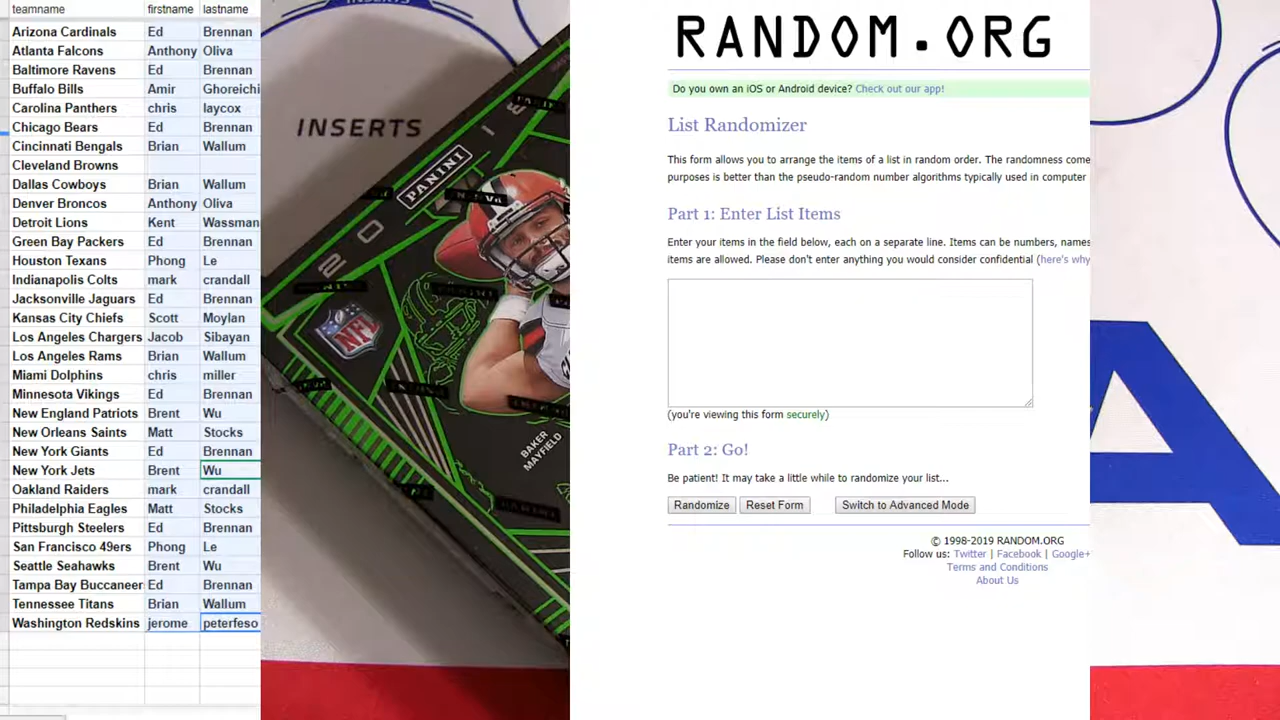 teamname firstname lastname
Arizona Cardinals Ed Brennan
Atlanta Falcons Anthony Oliva
Baltimore Ravens Ed Brennan
Buffalo Bills Amir Ghoreichi
Carolina Panthers chris laycox
Chicago Bears Ed Brennan
Cincinnati Bengals Brian Wallum
Cleveland Browns
Dallas Cowboys Brian Wallum
Denver Broncos Anthony Oliva
Detroit Lions Kent Wassman
Green Bay Packers Ed Brennan
Houston Texans Phong Le
Indianapolis Colts mark crandall
Jacksonville Jaguars Ed Brennan
Kansas City Chiefs Scott Moylan
Los Angeles Chargers Jacob Sibayan
Los Angeles Rams Brian Wallum
Miami Dolphins chris miller
Minnesota Vikings Ed Brennan
New England Patriots Brent Wu
New Orleans Saints Matt Stocks
New York Giants Ed Brennan
New York Jets Brent Wu
Oakland Raiders mark crandall
Philadelphia Eagles Matt Stocks
Pittsburgh Steelers Ed Brennan
San Francisco 49ers Phong Le
Seattle Seahawks Brent Wu
Tampa Bay Buccaneer Ed Brennan
Tennessee Titans Brian Wallum
Washington Redskins jerome peterfeso
INSERTS
INSERTS
PANINI
2 0 1 8
NFL
BAKER
MAYFIELD
RANDOM.ORG
Do you own an iOS or Android device? Check out our app!
List Randomizer
This form allows you to arrange the items of a list in random order. The randomness come
purposes is better than the pseudo-random number algorithms typically used in computer
Part 1: Enter List Items
Enter your items in the field below, each on a separate line. Items can be numbers, names
items are allowed. Please don't enter anything you would consider confidential (here's why
(you're viewing this form securely)
Part 2: Go!
Be patient! It may take a little while to randomize your list...
Randomize Reset Form Switch to Advanced Mode
© 1998-2019 RANDOM.ORG
Follow us: Twitter | Facebook | Google+
Terms and Conditions
About Us
A